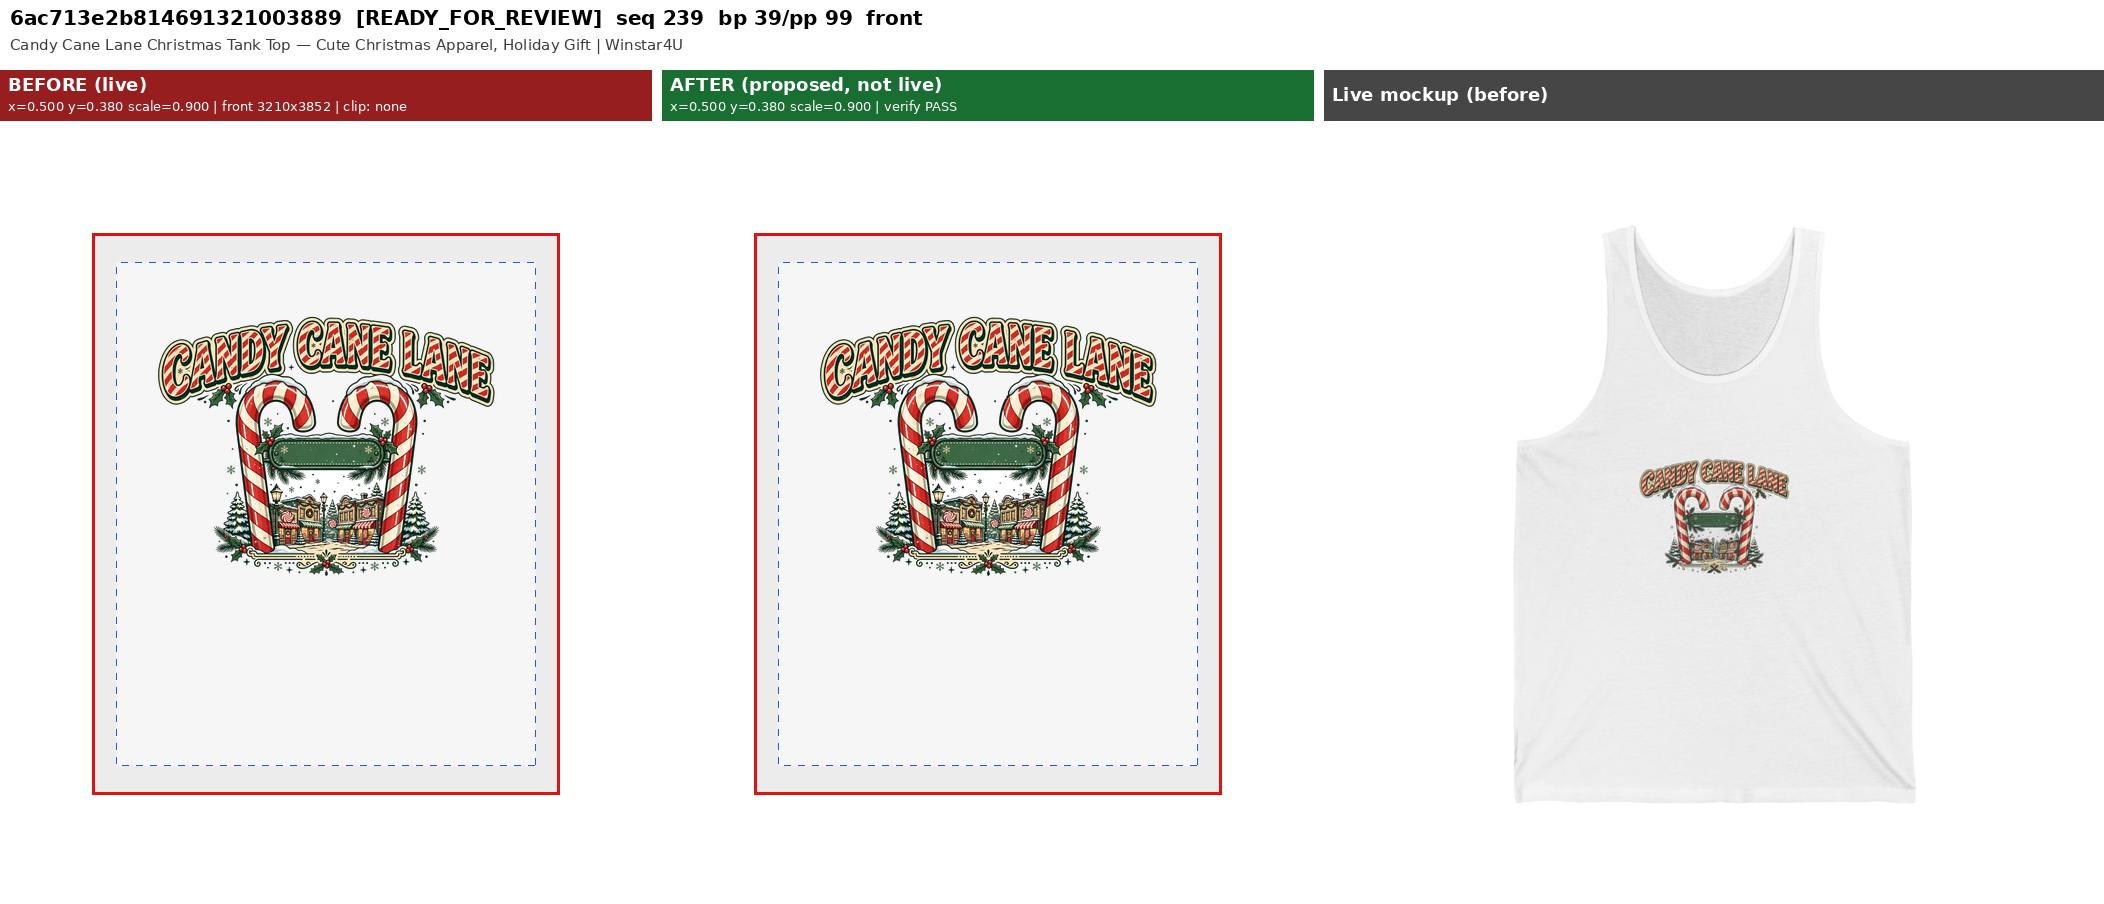 6ac713e2b814691321003889 [READY_FOR_REVIEW] seq 239 bp 39/pp 99 front
Candy Cane Lane Christmas Tank Top — Cute Christmas Apparel, Holiday Gift | Winstar4U
BEFORE (live)
x=0.500 y=0.380 scale=0.900 | front 3210x3852 | clip: none
AFTER (proposed, not live)
x=0.500 y=0.380 scale=0.900 | verify PASS
Live mockup (before)
CANDY CANE LANE
CANDY CANE LANE
CANDY CANE LANE